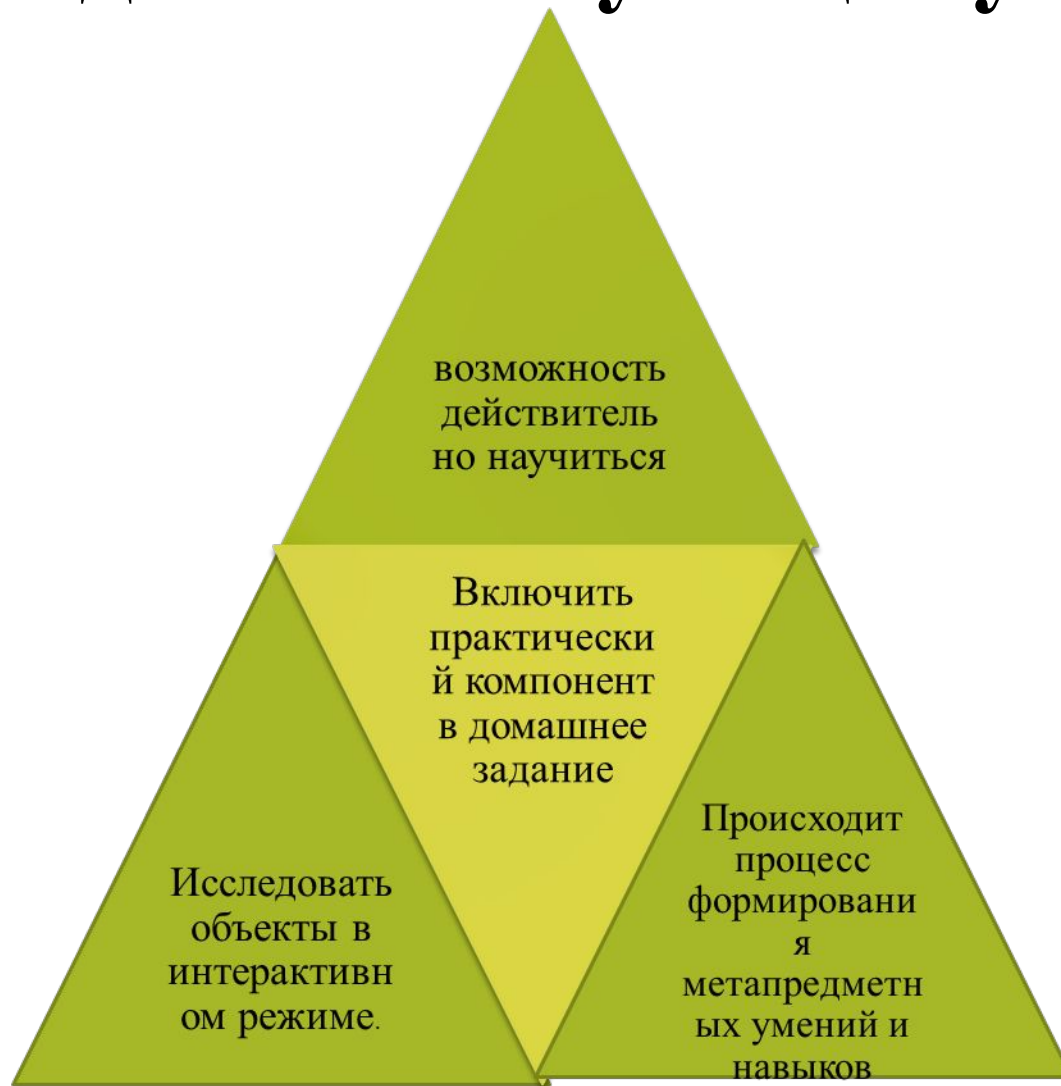 возможность
действитель
но научиться
Включить
практически
й компонент
в домашнее
задание
Исследовать
объекты в
интерактивн
ом режиме.
Происходит
процесс
формировани
я
метапредметн
ых умений и
навыков